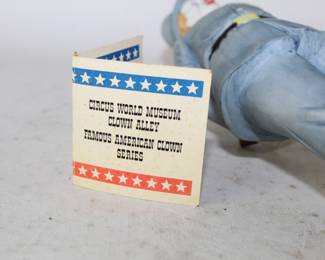 CIRCUS WORLD MUSEUM
CLOWN ALLEY
FAMOUS AMERICAN CLOWN
SERIES